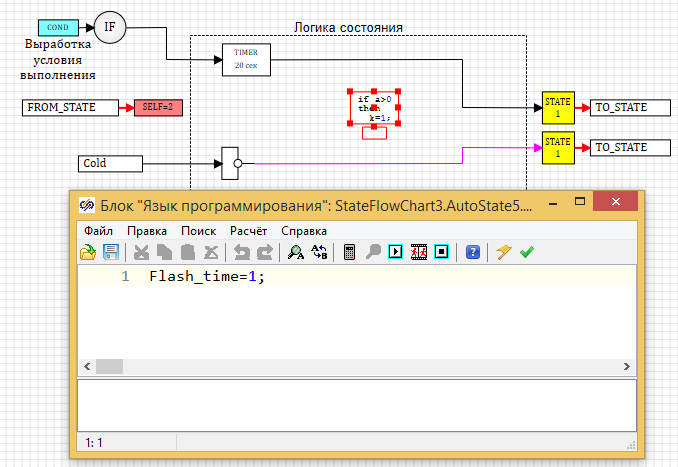 COND
IF
Логика состояния
Выработка
условия
выполнения
TIMER
20 сек
if a>0
then
k=1;
FROM_STATE
SELF=2
STATE
1
TO_STATE
STATE
1
TO_STATE
Cold
Блок "Язык программирования": StateFlowChart3.AutoState5....
Файл Правка Поиск Расчёт Справка
1 Flash_time=1;
1: 1